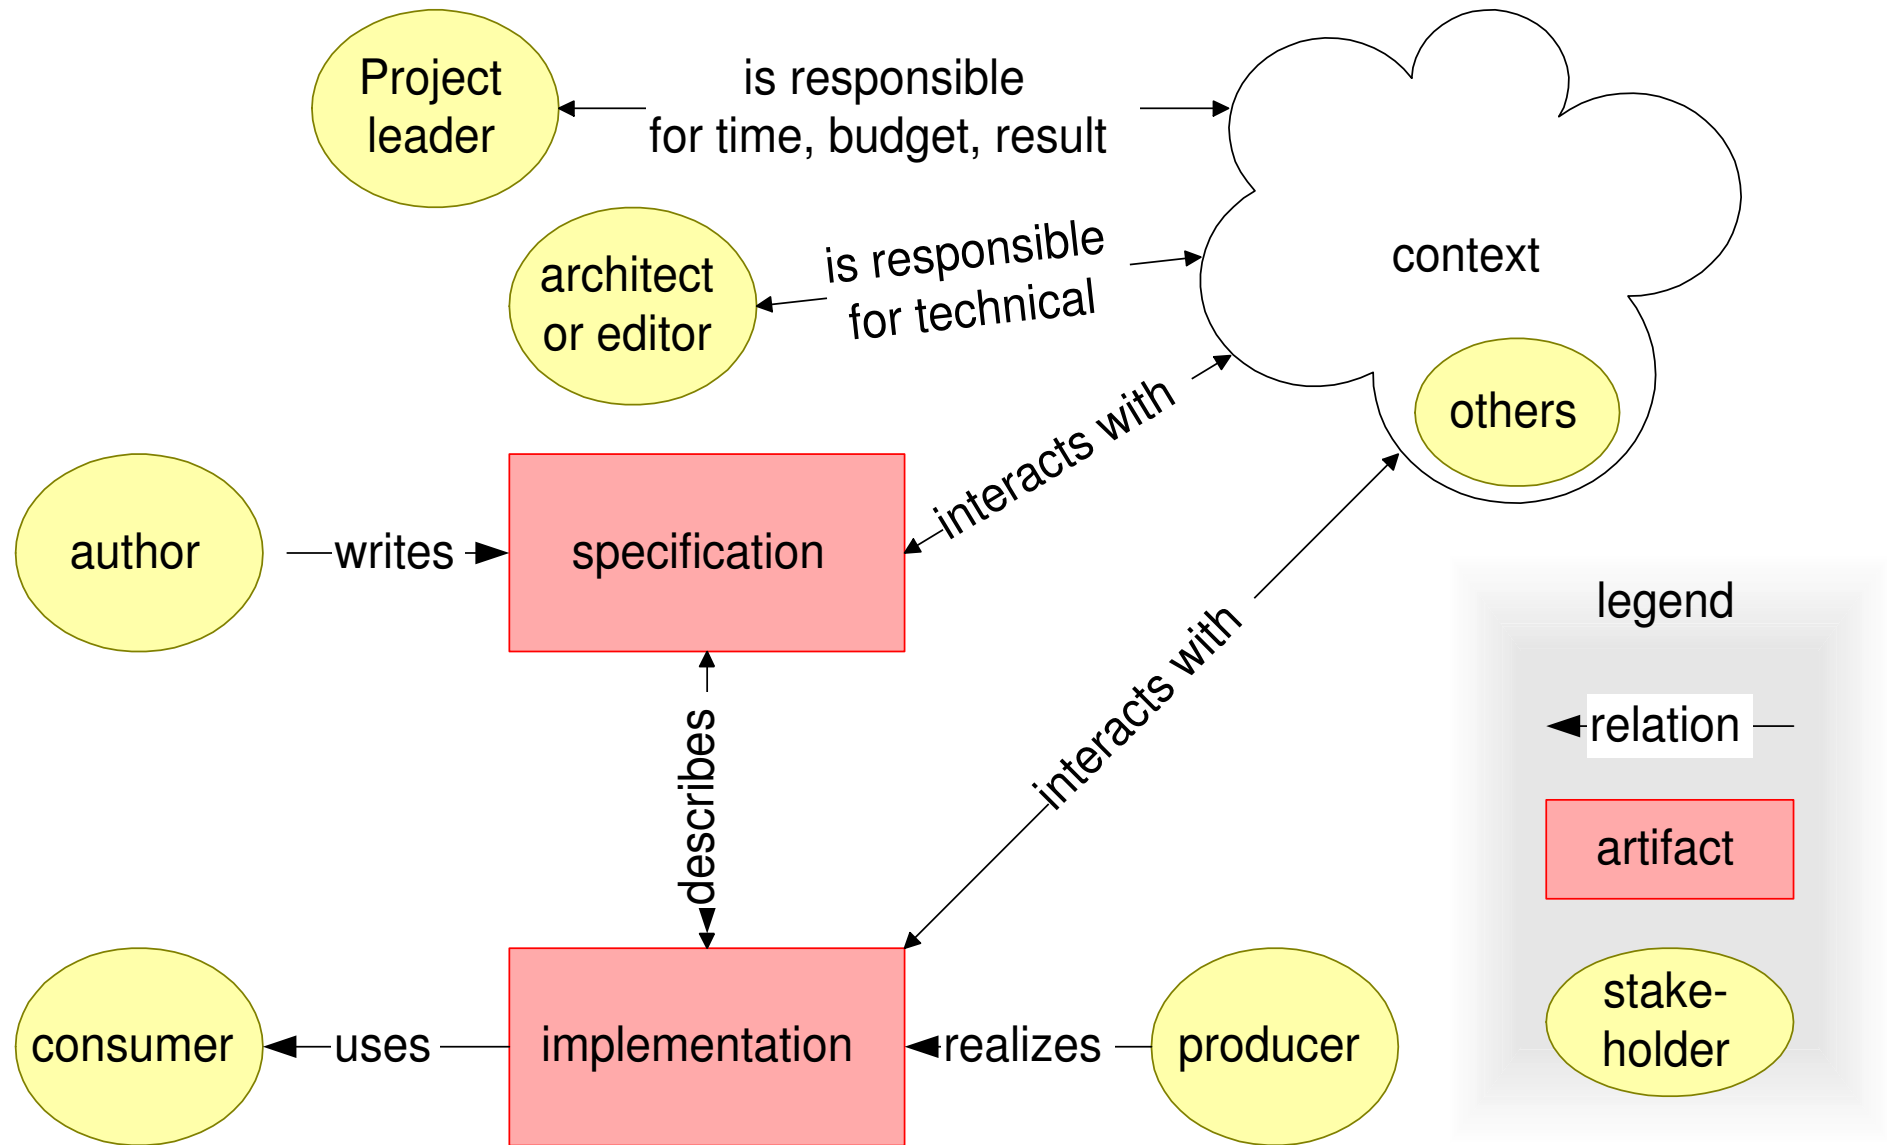 Project
leader
is responsible
for time, budget, result
architect
or editor
is responsible
for technical
context
others
interacts with
author
writes
specification
interacts with
legend
relation
describes
artifact
consumer
uses
implementation
realizes
producer
stake-
holder